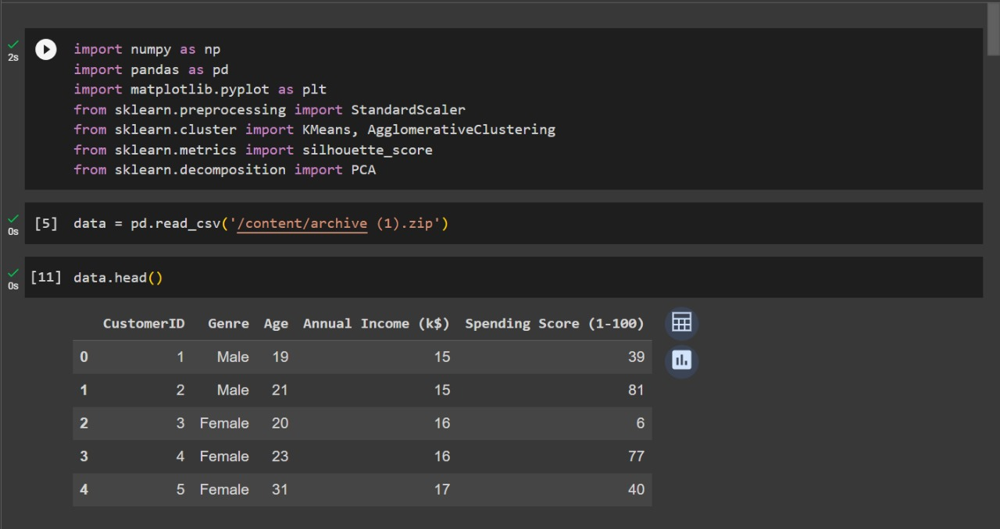 2s
import numpy as np
import pandas as pd
import matplotlib.pyplot as plt
from sklearn.preprocessing import StandardScaler
from sklearn.cluster import KMeans, AgglomerativeClustering
from sklearn.metrics import silhouette_score
from sklearn.decomposition import PCA
0s [5] data = pd.read_csv('/content/archive (1).zip')
0s [11] data.head()
CustomerID Genre Age Annual Income (k$) Spending Score (1-100)
0 1 Male 19 15 39
1 2 Male 21 15 81
2 3 Female 20 16 6
3 4 Female 23 16 77
4 5 Female 31 17 40